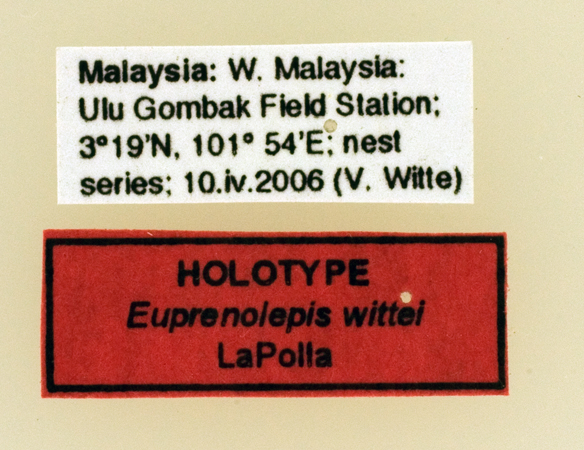 Malaysia: W. Malaysia:
Ulu Gombak Field Station;
3°19'N, 101° 54'E; nest
series; 10.iv.2006 (V. Witte)
HOLOTYPE
Euprenolepis wittei
LaPolla